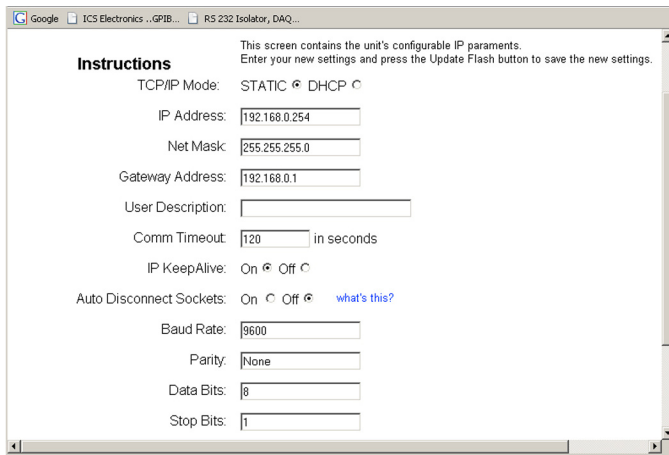 Google ICS Electronics ..GPIB... RS 232 Isolator, DAQ...
This screen contains the unit's configurable IP paraments.
Instructions Enter your new settings and press the Update Flash button to save the new settings.
TCP/IP Mode: STATIC DHCP
IP Address: 192.168.0.254
Net Mask: 255.255.255.0
Gateway Address: 192.168.0.1
User Description:
Comm Timeout: 120 in seconds
IP KeepAlive: On Off
Auto Disconnect Sockets: On Off what's this?
Baud Rate: 9600
Parity: None
Data Bits: 8
Stop Bits: 1